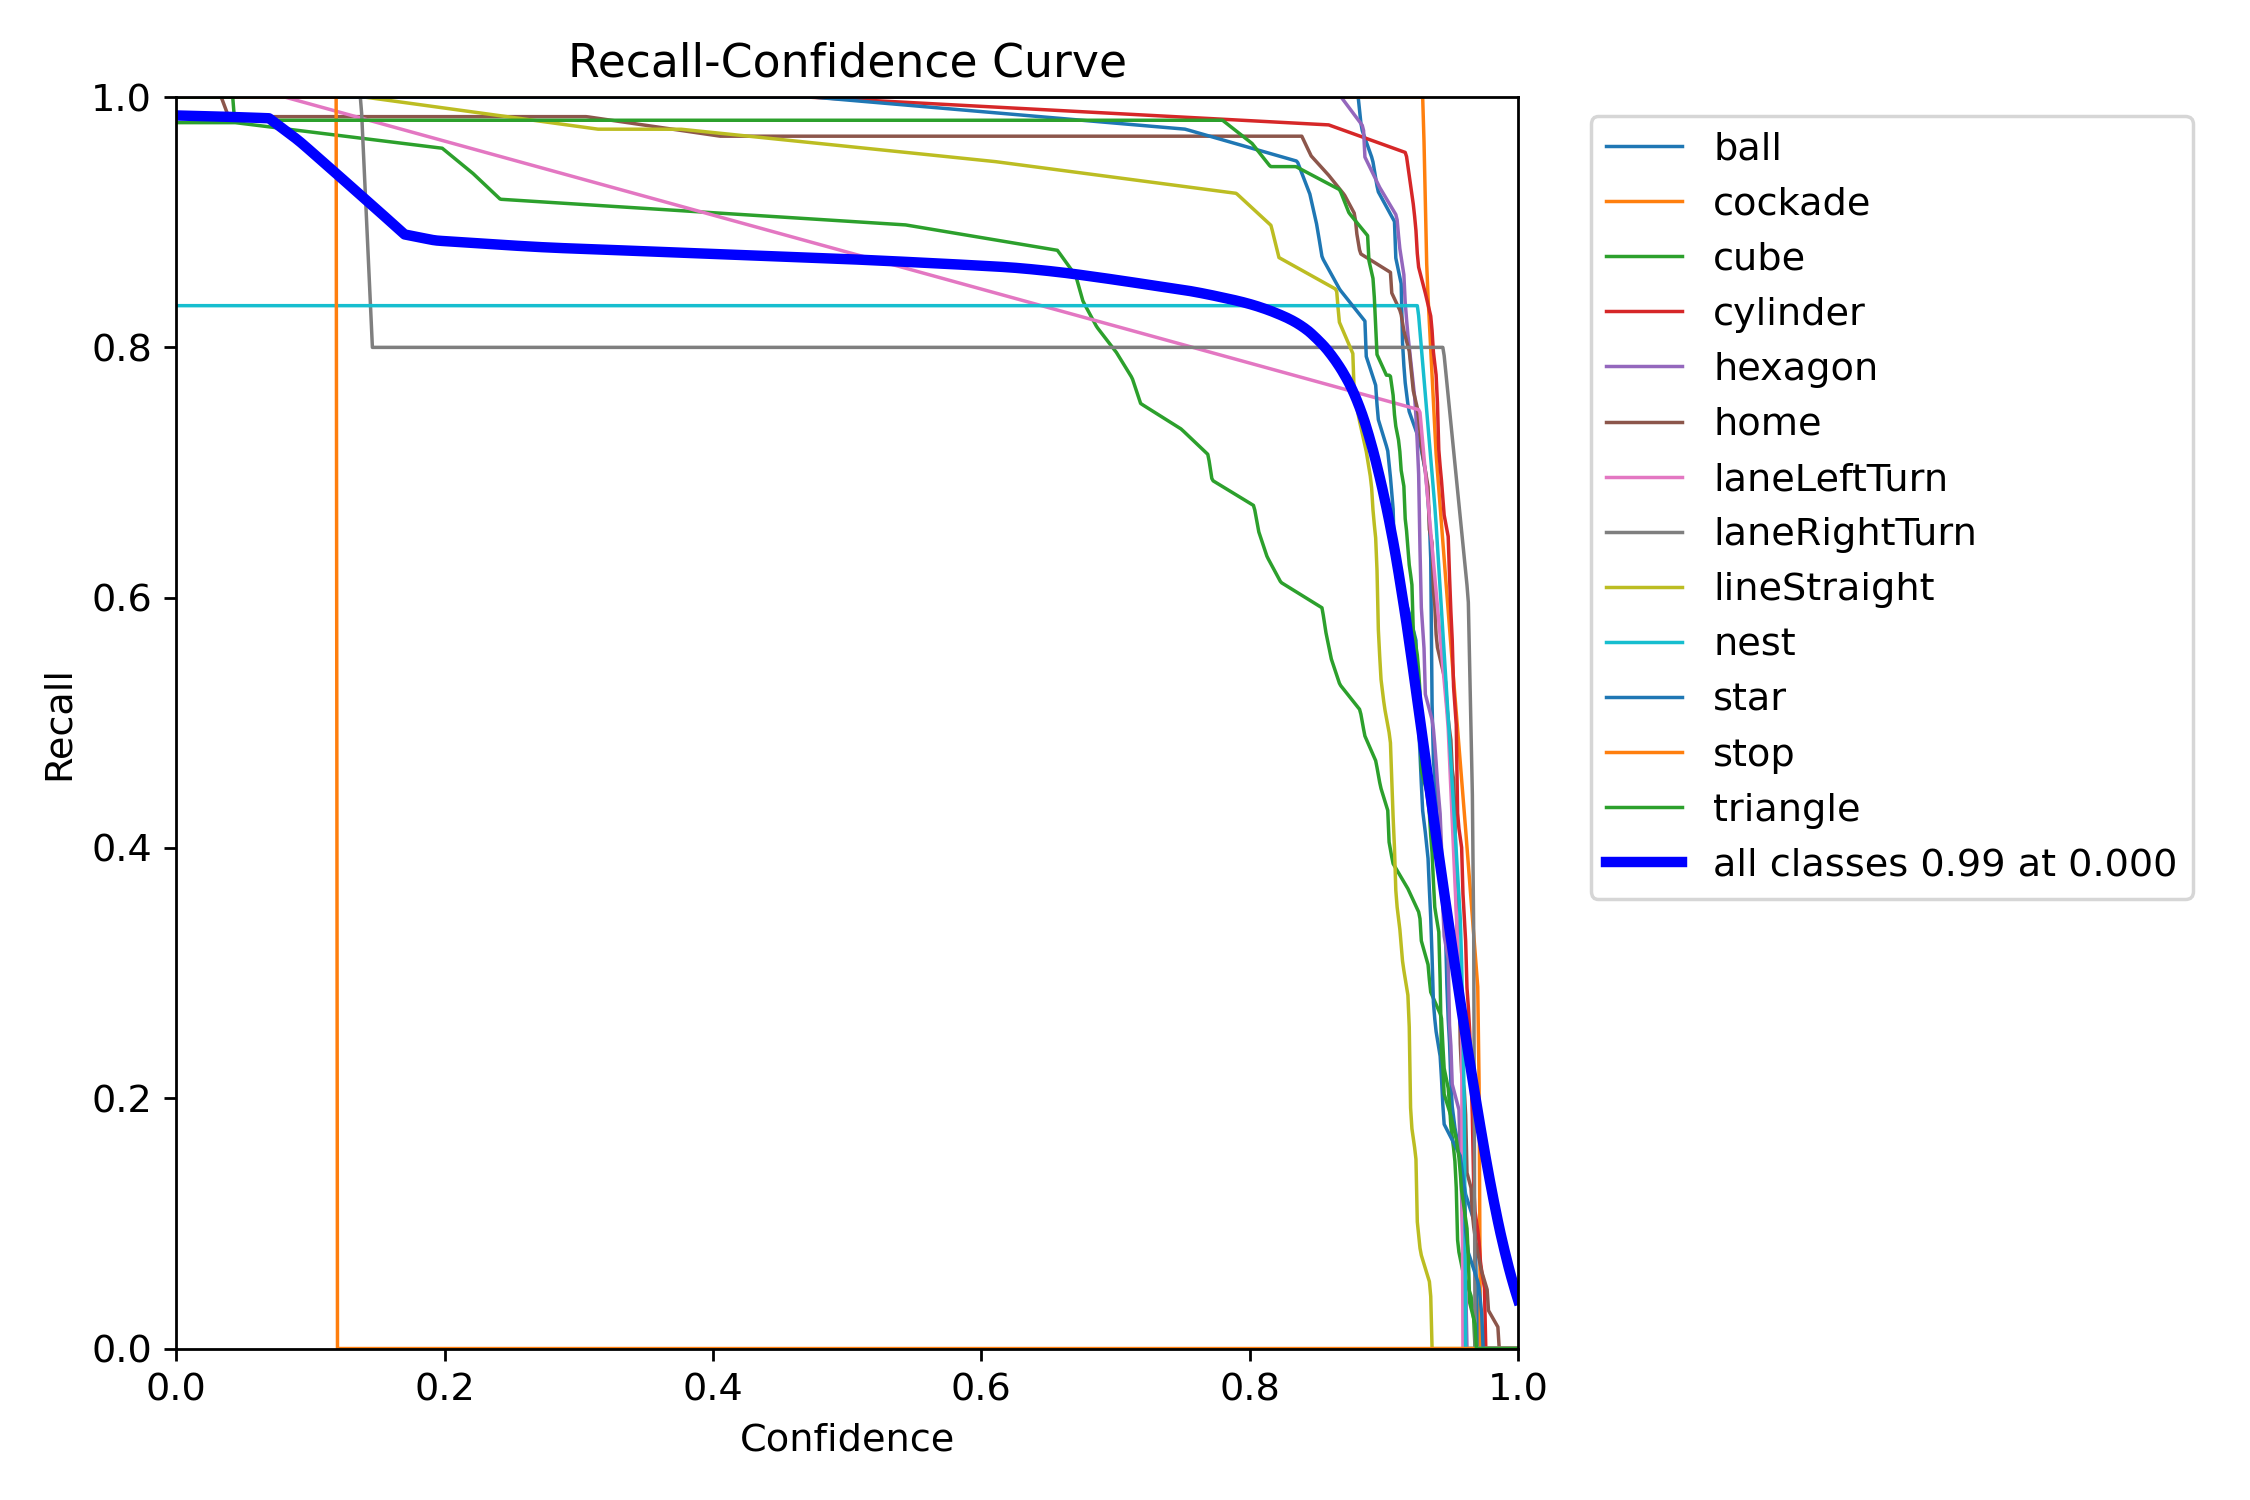 Recall-Confidence Curve
1.0
0.8
0.6
0.4
0.2
0.0
Recall
0.0 0.2 0.4 0.6 0.8 1.0
Confidence
ball
cockade
cube
cylinder
hexagon
home
laneLeftTurn
laneRightTurn
lineStraight
nest
star
stop
triangle
all classes 0.99 at 0.000